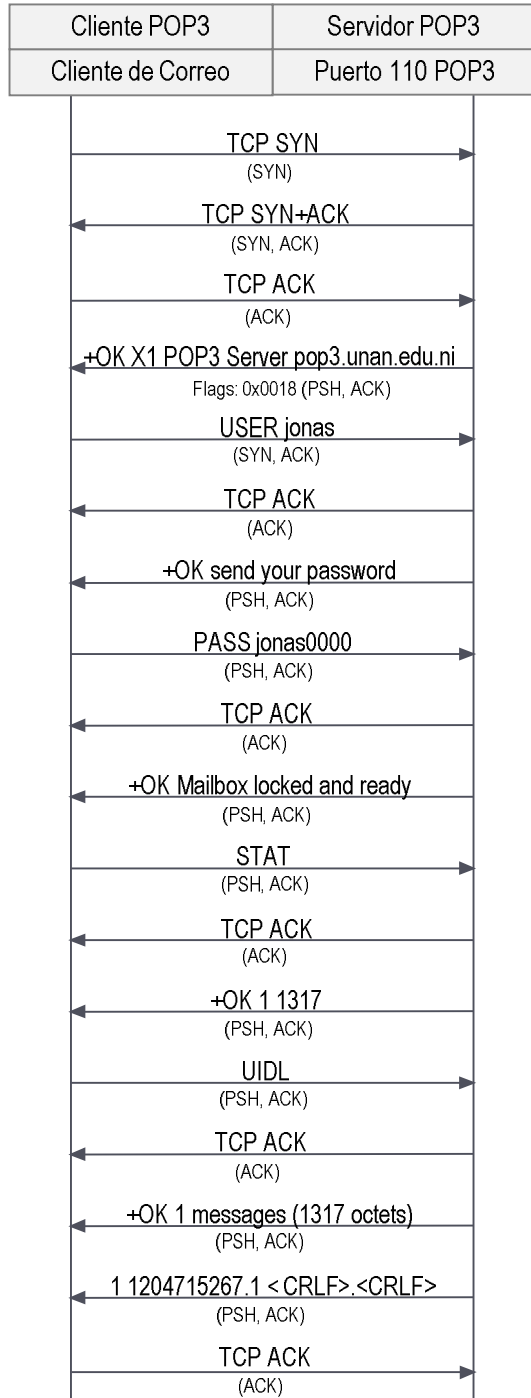 Cliente POP3 Servidor POP3
Cliente de Correo Puerto 110 POP3
TCP SYN
(SYN)
TCP SYN+ACK
(SYN, ACK)
TCP ACK
(ACK)
+OK X1 POP3 Server pop3.unan.edu.ni
Flags: 0x0018 (PSH, ACK)
USER jonas
(SYN, ACK)
TCP ACK
(ACK)
+OK send your password
(PSH, ACK)
PASS jonas0000
(PSH, ACK)
TCP ACK
(ACK)
+OK Mailbox locked and ready
(PSH, ACK)
STAT
(PSH, ACK)
TCP ACK
(ACK)
+OK 1 1317
(PSH, ACK)
UIDL
(PSH, ACK)
TCP ACK
(ACK)
+OK 1 messages (1317 octets)
(PSH, ACK)
1 1204715267.1 <CRLF>.<CRLF>
(PSH, ACK)
TCP ACK
(ACK)